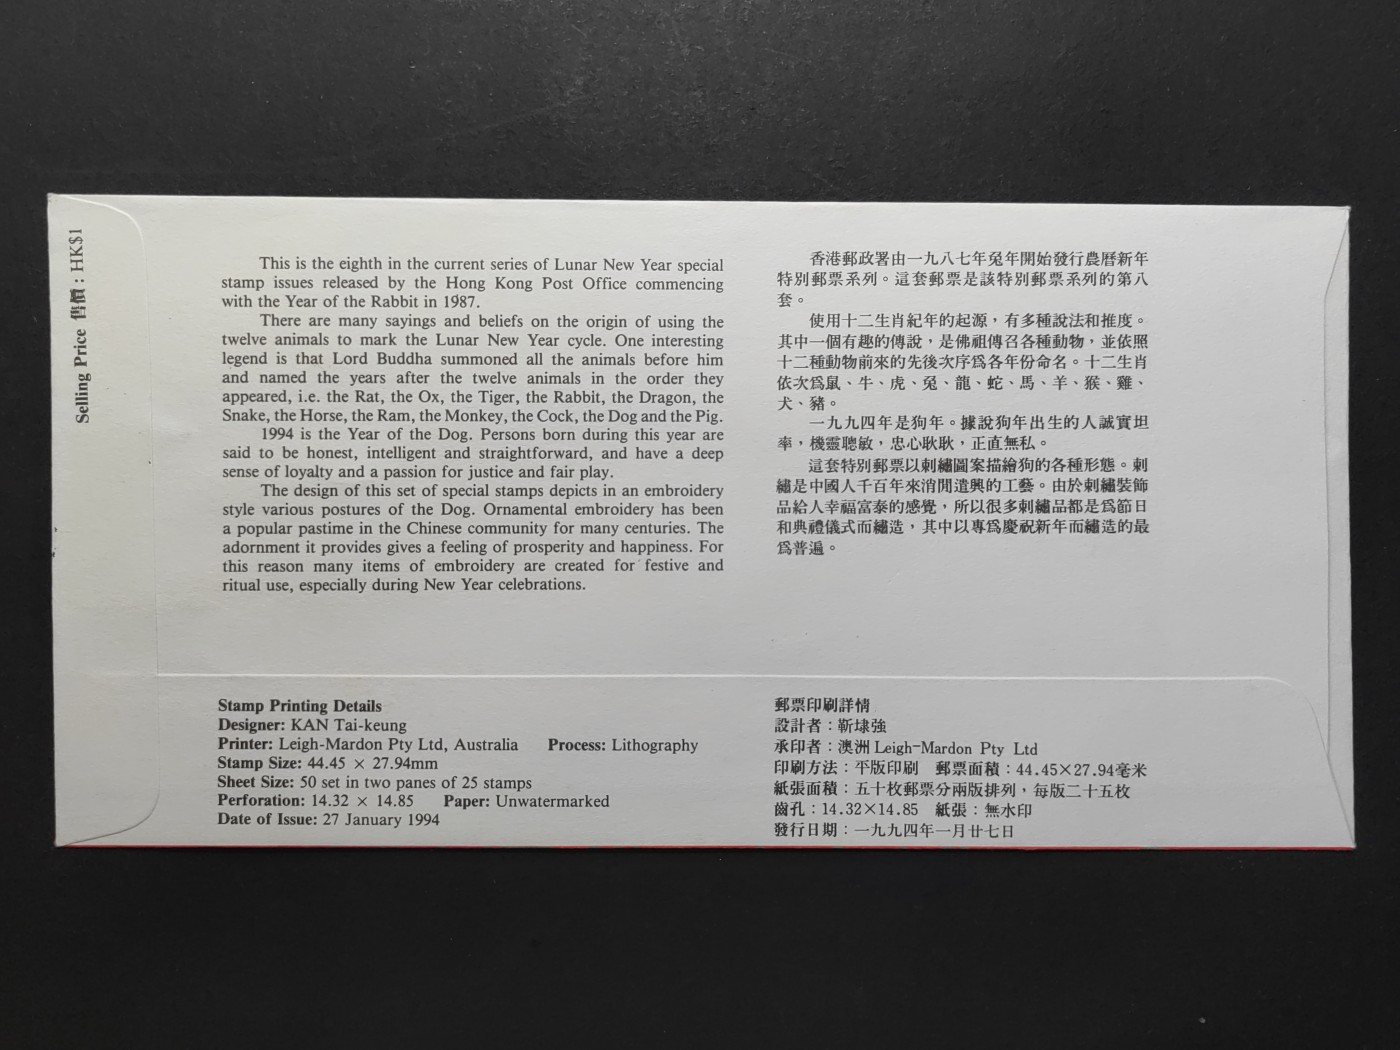 Selling Price 售價：HK$1
This is the eighth in the current series of Lunar New Year special
stamp issues released by the Hong Kong Post Office commencing
with the Year of the Rabbit in 1987.
There are many sayings and beliefs on the origin of using the
twelve animals to mark the Lunar New Year cycle. One interesting
legend is that Lord Buddha summoned all the animals before him
and named the years after the twelve animals in the order they
appeared, i.e. the Rat, the Ox, the Tiger, the Rabbit, the Dragon, the
Snake, the Horse, the Ram, the Monkey, the Cock, the Dog and the Pig.
1994 is the Year of the Dog. Persons born during this year are
said to be honest, intelligent and straightforward, and have a deep
sense of loyalty and a passion for justice and fair play.
The design of this set of special stamps depicts in an embroidery
style various postures of the Dog. Ornamental embroidery has been
a popular pastime in the Chinese community for many centuries. The
adornment it provides gives a feeling of prosperity and happiness. For
this reason many items of embroidery are created for festive and
ritual use, especially during New Year celebrations.
香港郵政署由一九八七年兔年開始發行農曆新年
特別郵票系列。這套郵票是該特別郵票系列的第八
套。
使用十二生肖紀年的起源，有多種說法和推度。
其中一個有趣的傳說，是佛祖傳召各種動物，並依照
十二種動物前來的先後次序爲各年份命名。十二生肖
依次爲鼠、牛、虎、兔、龍、蛇、馬、羊、猴、雞、
犬、豬。
一九九四年是狗年。據說狗年出生的人誠實坦
率，機靈聰敏，忠心耿耿，正直無私。
這套特別郵票以刺繡圖案描繪狗的各種形態。刺
繡是中國人千百年來消閒遣興的工藝。由於刺繡裝飾
品給人幸福富泰的感覺，所以很多刺繡品都是爲節日
和典禮儀式而繡造，其中以專爲慶祝新年而繡造的最
爲普遍。
Stamp Printing Details
Designer: KAN Tai-keung
Printer: Leigh-Mardon Pty Ltd, Australia Process: Lithography
Stamp Size: 44.45 × 27.94mm
Sheet Size: 50 set in two panes of 25 stamps
Perforation: 14.32 × 14.85 Paper: Unwatermarked
Date of Issue: 27 January 1994
郵票印刷詳情
設計者：靳埭強
承印者：澳洲 Leigh-Mardon Pty Ltd
印刷方法：平版印刷 郵票面積：44.45×27.94毫米
紙張面積：五十枚郵票分兩版排列，每版二十五枚
齒孔：14.32×14.85 紙張：無水印
發行日期：一九九四年一月廿七日